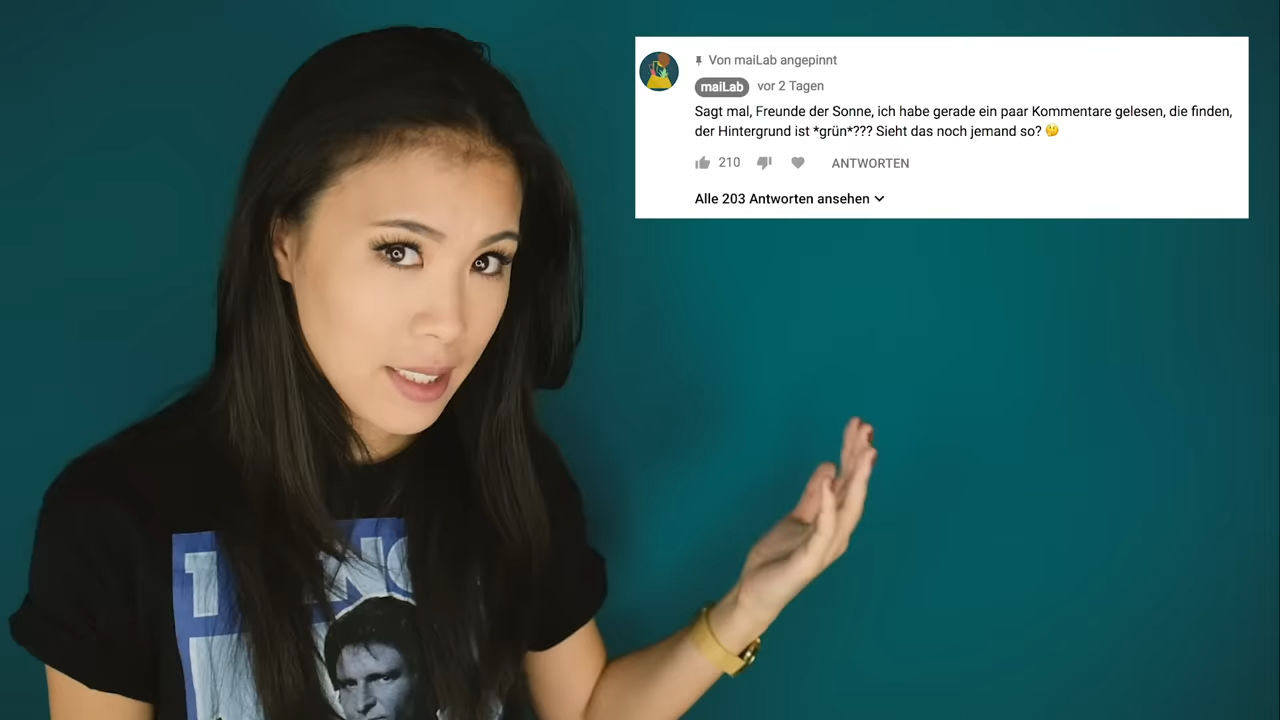 Von maiLab angepinnt
maiLab vor 2 Tagen
Sagt mal, Freunde der Sonne, ich habe gerade ein paar Kommentare gelesen, die finden,
der Hintergrund ist *grün*??? Sieht das noch jemand so? 🤔
210 ANTWORTEN
Alle 203 Antworten ansehen